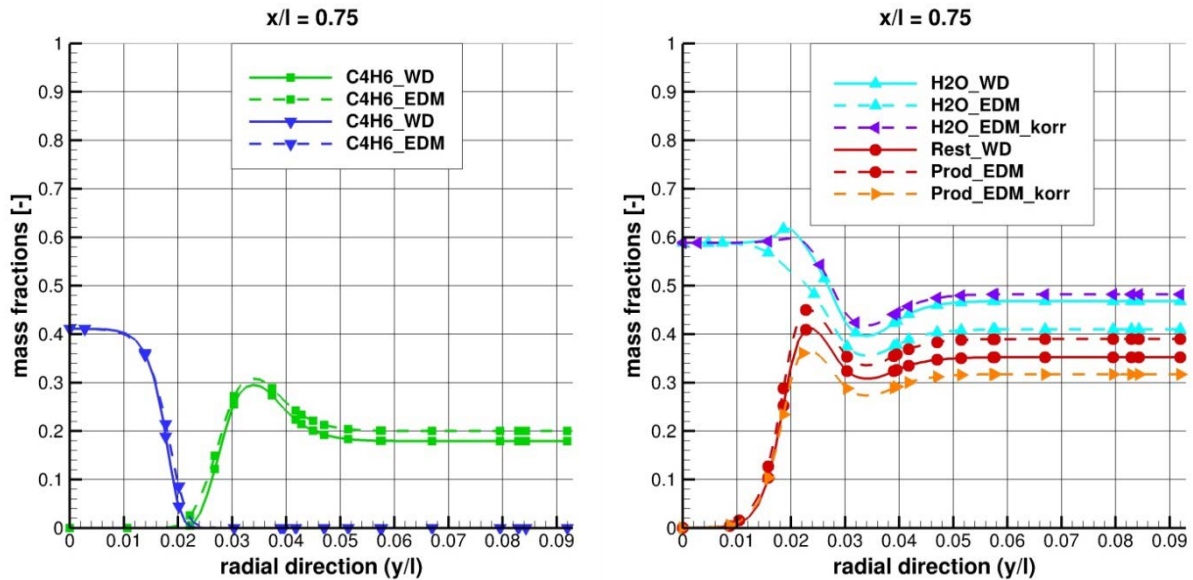 x/l = 0.75
1
0.9
0.8
0.7
0.6
0.5
0.4
0.3
0.2
0.1
0
mass fractions [-]
C4H6_WD
C4H6_EDM
C4H6_WD
C4H6_EDM
0 0.01 0.02 0.03 0.04 0.05 0.06 0.07 0.08 0.09
radial direction (y/l)
x/l = 0.75
1
0.9
0.8
0.7
0.6
0.5
0.4
0.3
0.2
0.1
0
mass fractions [-]
H2O_WD
H2O_EDM
H2O_EDM_korr
Rest_WD
Prod_EDM
Prod_EDM_korr
0 0.01 0.02 0.03 0.04 0.05 0.06 0.07 0.08 0.09
radial direction (y/l)